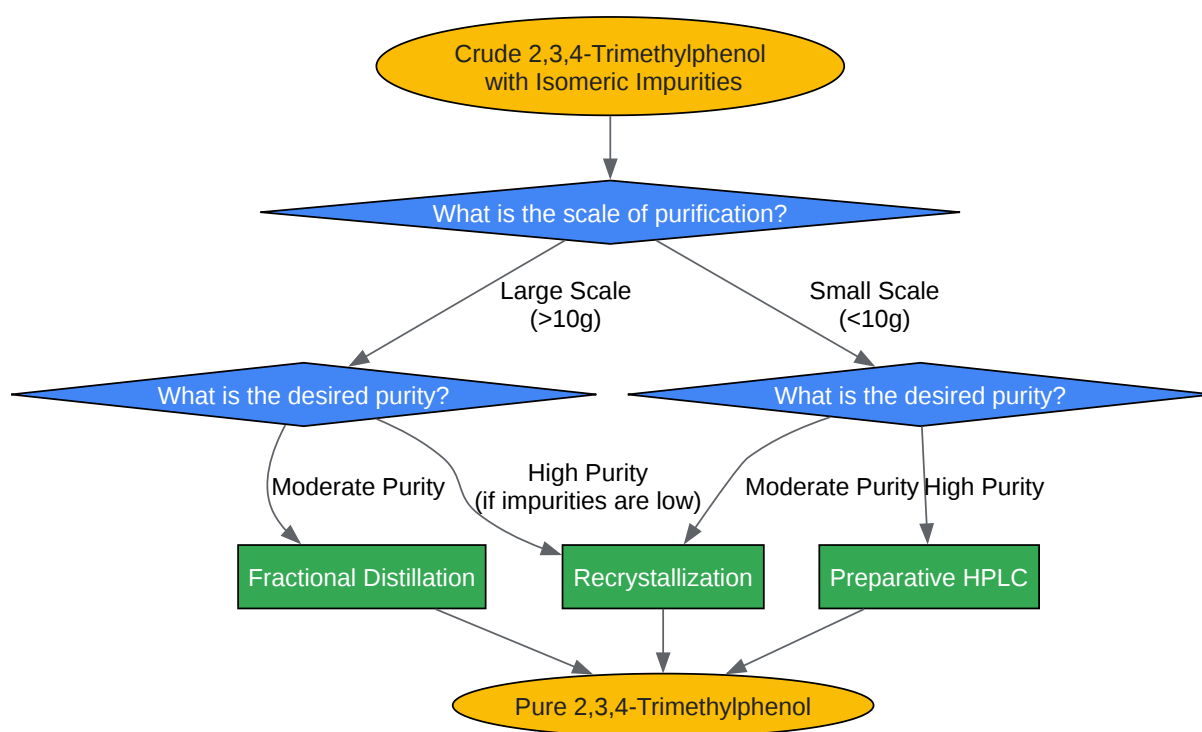 Crude 2,3,4-Trimethylphenol
with Isomeric Impurities
What is the scale of purification?
Large Scale
(>10g)
Small Scale
(<10g)
What is the desired purity?
What is the desired purity?
Moderate Purity
High Purity
(if impurities are low)
Moderate Purity
High Purity
Fractional Distillation
Recrystallization
Preparative HPLC
Pure 2,3,4-Trimethylphenol